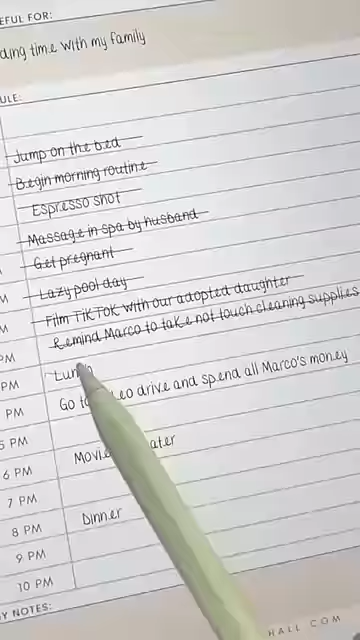 EFUL FOR:
ding time with my family
ULE:
Jump on the bed
Begin morning routine
Espresso shot
Massage in spa by husband
Get pregnant
M Lazy pool day
M Film TikTok with our adopted daughter
PM Remind Marco to take not touch cleaning supplies
PM
PM Go to drive and spend all Marco's money
5 PM
6 PM
7 PM
8 PM Dinner
9 PM
10 PM
Y NOTES:
HALL.COM